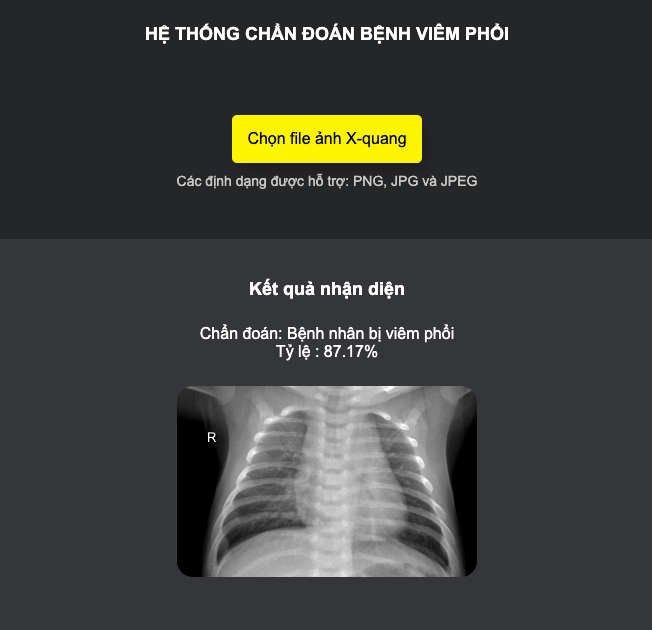 HỆ THỐNG CHẨN ĐOÁN BỆNH VIÊM PHỔI
Chọn file ảnh X-quang
Các định dạng được hỗ trợ: PNG, JPG và JPEG
Kết quả nhận diện
Chẩn đoán: Bệnh nhân bị viêm phổi
Tỷ lệ : 87.17%
R